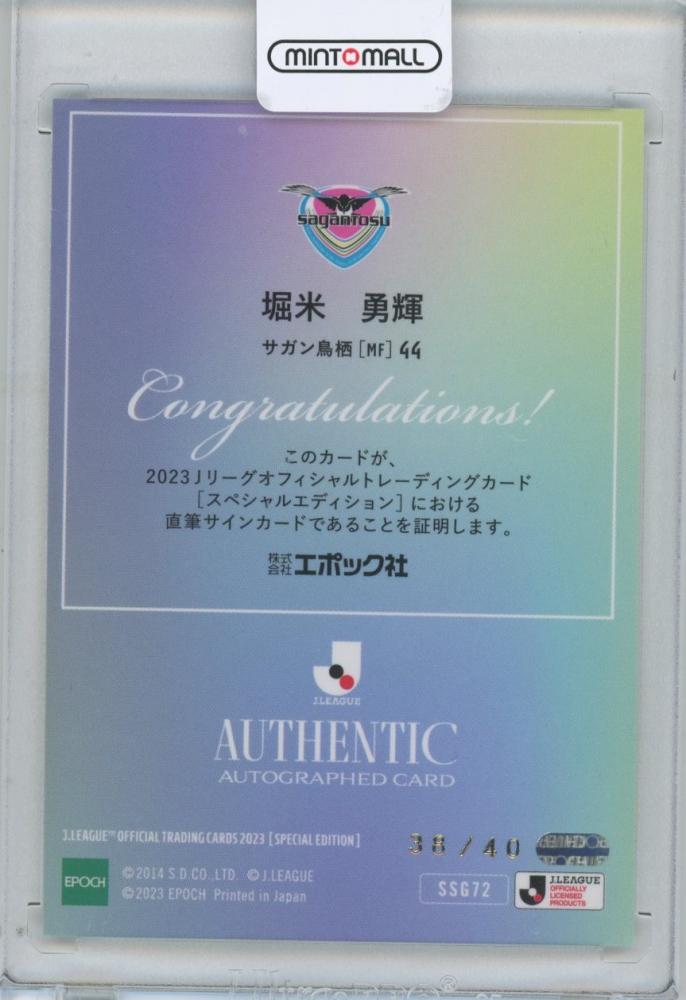 MINTOMALL
sagantosu
堀米 勇輝
サガン鳥栖 [MF] 44
Congratulations!
このカードが、
2023 Jリーグオフィシャルトレーディングカード
[スペシャルエディション] における
直筆サインカードであることを証明します。
株式会社エポック社
J.LEAGUE
AUTHENTIC
AUTOGRAPHED CARD
J.LEAGUE™ OFFICIAL TRADING CARDS 2023 [SPECIAL EDITION]
38/40
EPOCH
©2014 S.D.CO.,LTD. ©J.LEAGUE
©2023 EPOCH Printed in Japan
SSG72
J.LEAGUE
OFFICIALLY
LICENSED
PRODUCTS